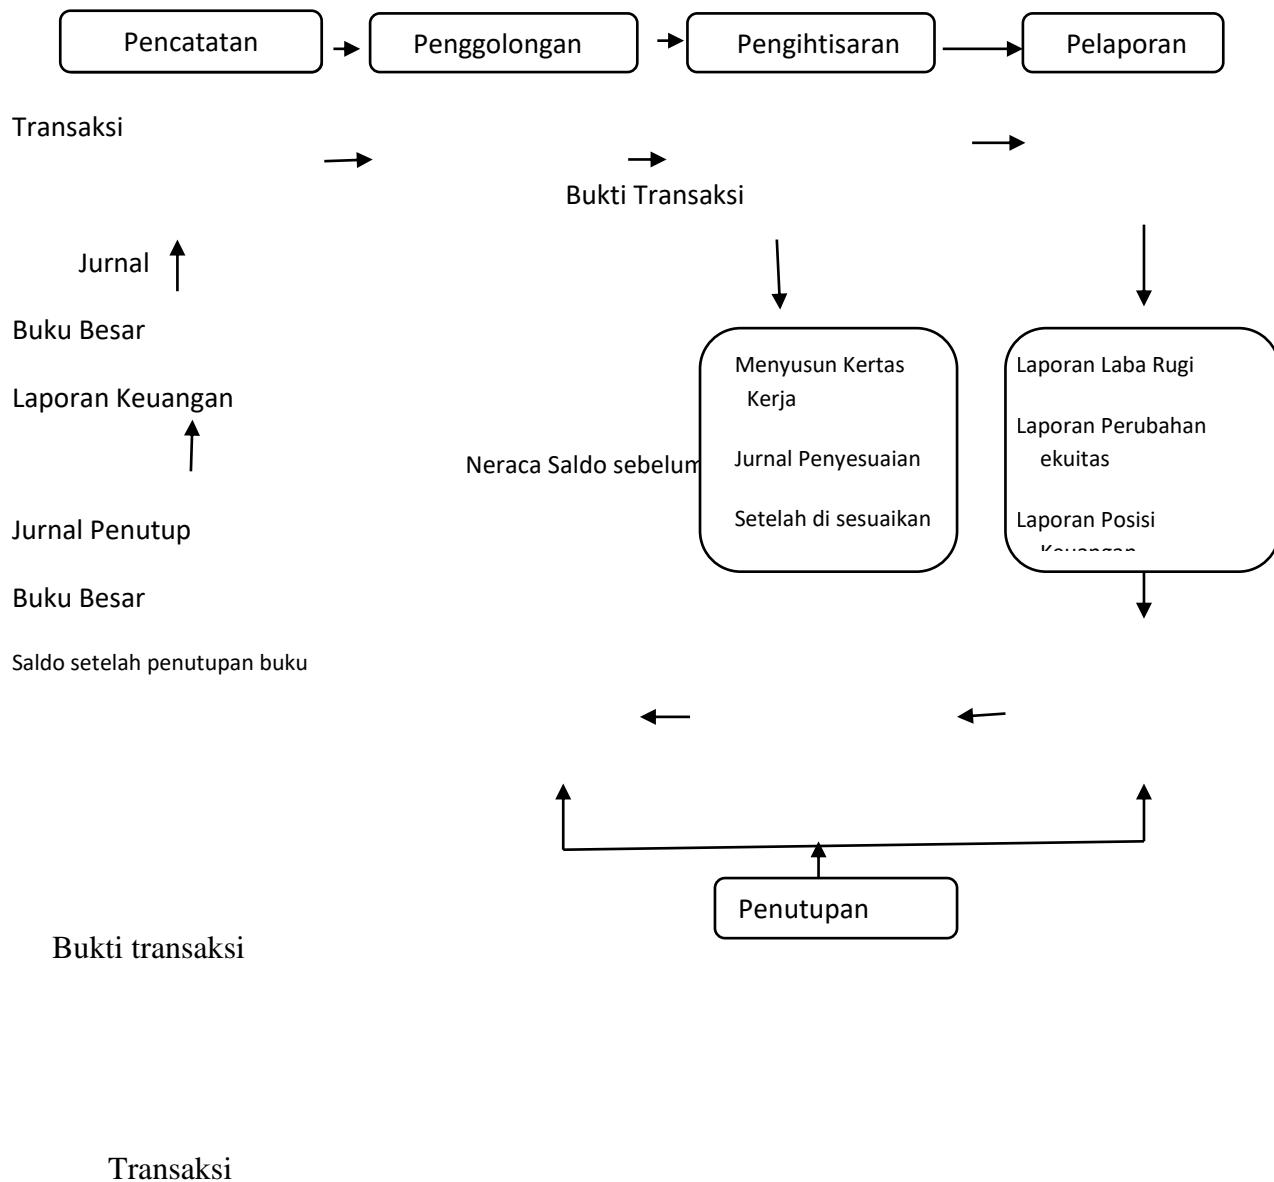 Pencatatan
Penggolongan
Pengihtisaran
Pelaporan
Transaksi
Bukti Transaksi
Jurnal
Buku Besar
Laporan Keuangan
Neraca Saldo sebelum
Menyusun Kertas
Kerja
Jurnal Penyesuaian
Setelah di sesuaikan
Laporan Laba Rugi
Laporan Perubahan
ekuitas
Laporan Posisi
Keuangan
Jurnal Penutup
Buku Besar
Saldo setelah penutupan buku
Penutupan
Bukti transaksi
Transaksi